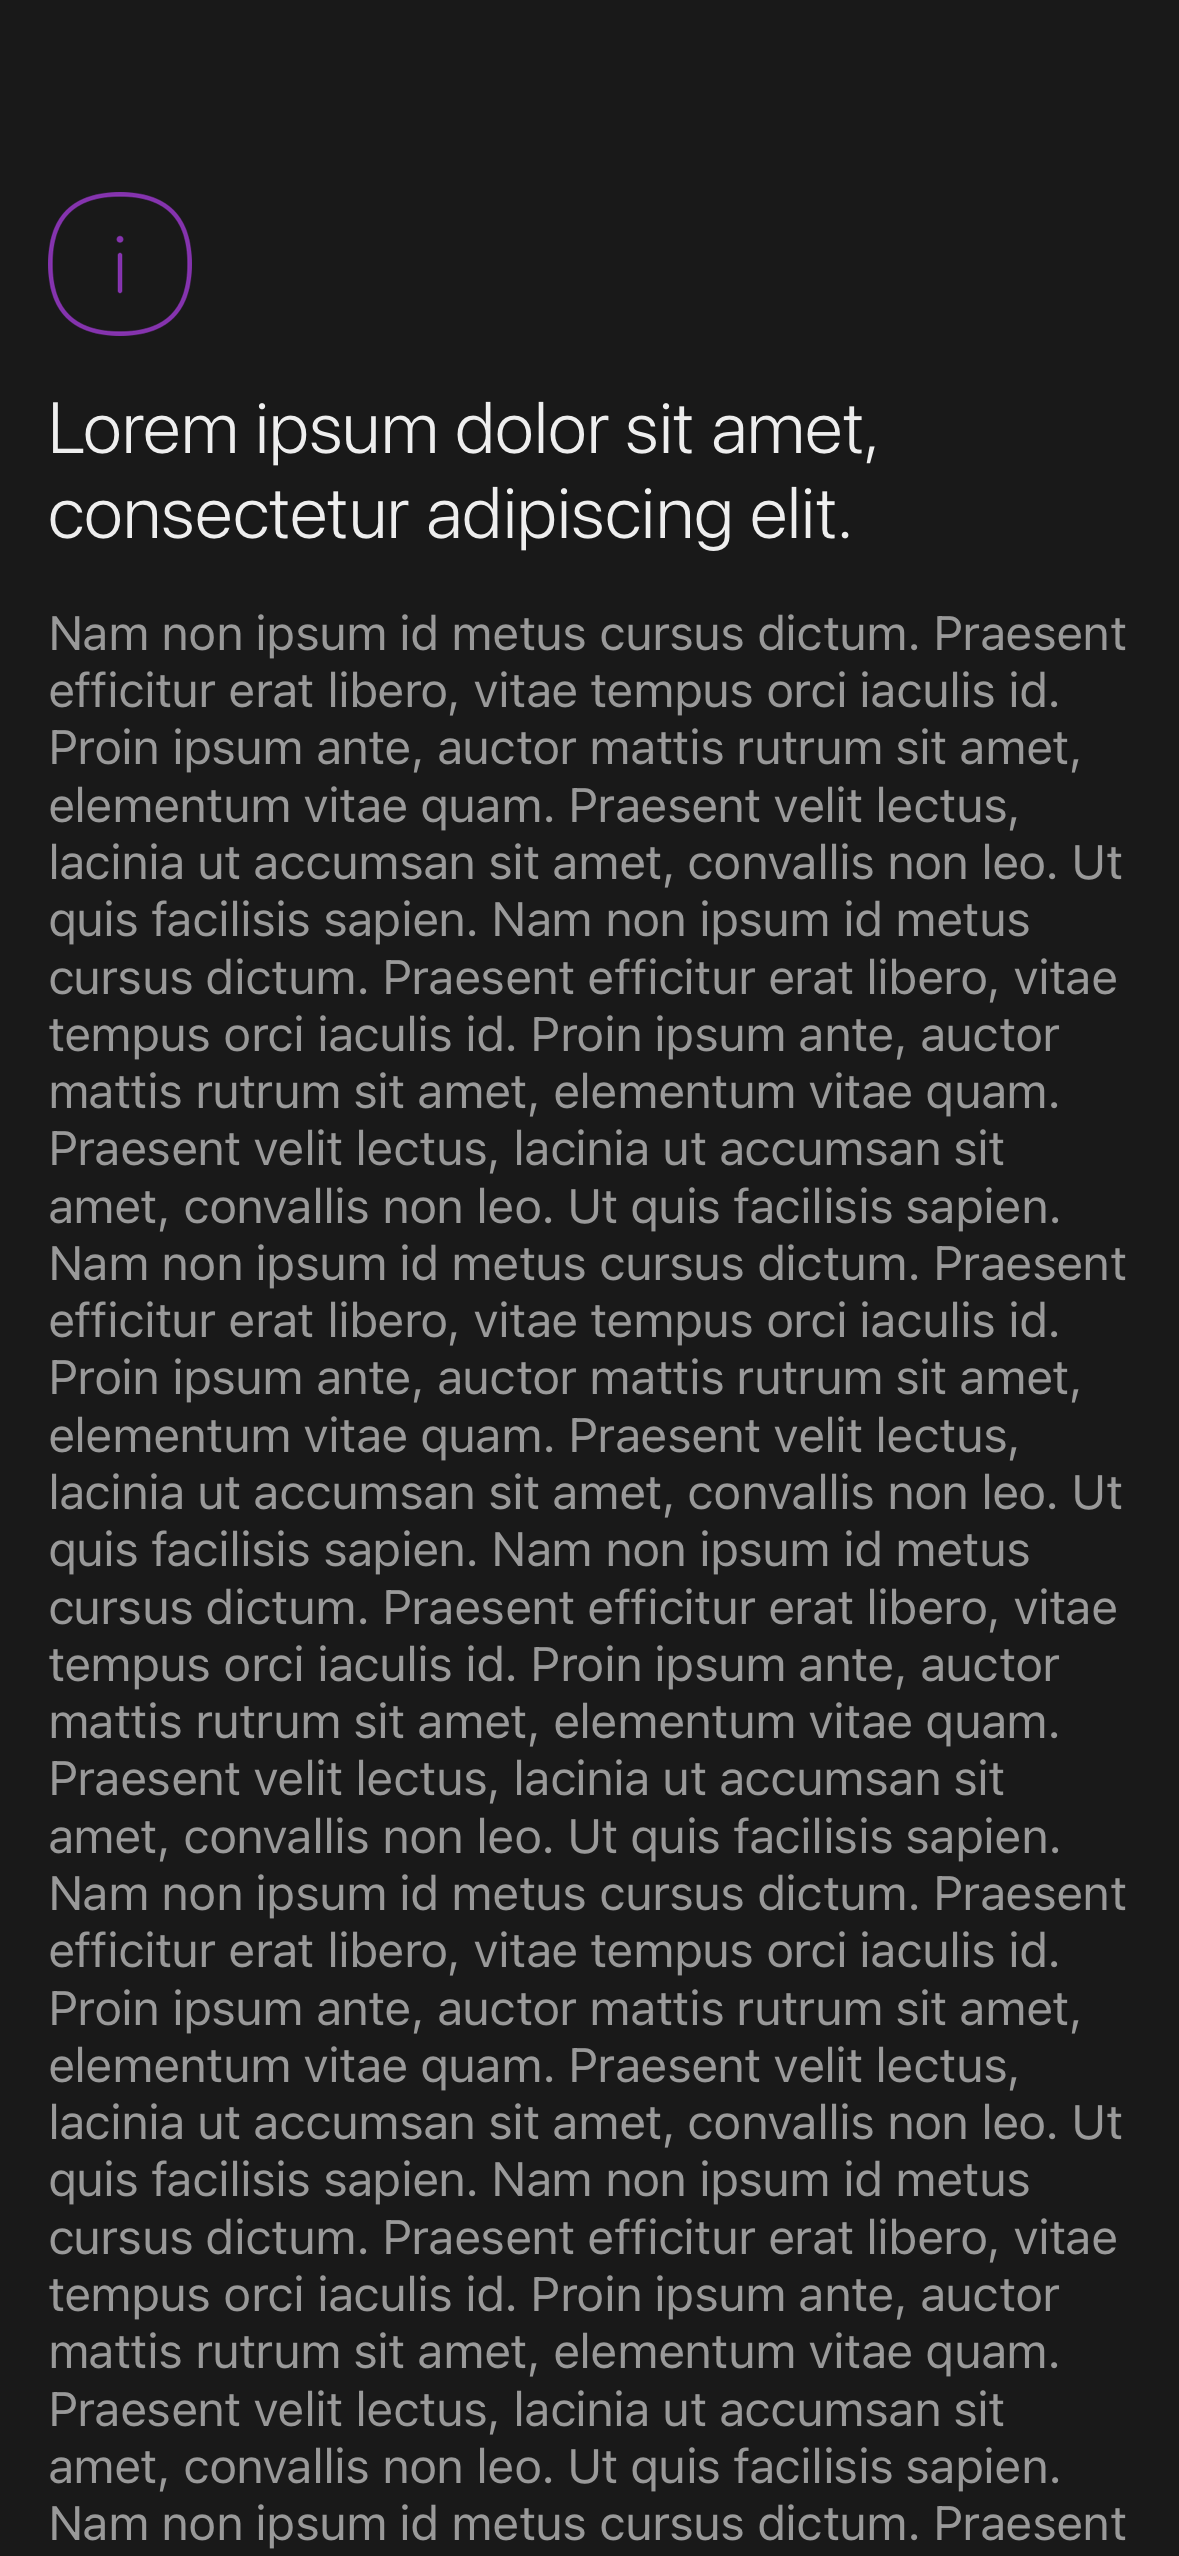 i
Lorem ipsum dolor sit amet,
consectetur adipiscing elit.
Nam non ipsum id metus cursus dictum. Praesent
efficitur erat libero, vitae tempus orci iaculis id.
Proin ipsum ante, auctor mattis rutrum sit amet,
elementum vitae quam. Praesent velit lectus,
lacinia ut accumsan sit amet, convallis non leo. Ut
quis facilisis sapien. Nam non ipsum id metus
cursus dictum. Praesent efficitur erat libero, vitae
tempus orci iaculis id. Proin ipsum ante, auctor
mattis rutrum sit amet, elementum vitae quam.
Praesent velit lectus, lacinia ut accumsan sit
amet, convallis non leo. Ut quis facilisis sapien.
Nam non ipsum id metus cursus dictum. Praesent
efficitur erat libero, vitae tempus orci iaculis id.
Proin ipsum ante, auctor mattis rutrum sit amet,
elementum vitae quam. Praesent velit lectus,
lacinia ut accumsan sit amet, convallis non leo. Ut
quis facilisis sapien. Nam non ipsum id metus
cursus dictum. Praesent efficitur erat libero, vitae
tempus orci iaculis id. Proin ipsum ante, auctor
mattis rutrum sit amet, elementum vitae quam.
Praesent velit lectus, lacinia ut accumsan sit
amet, convallis non leo. Ut quis facilisis sapien.
Nam non ipsum id metus cursus dictum. Praesent
efficitur erat libero, vitae tempus orci iaculis id.
Proin ipsum ante, auctor mattis rutrum sit amet,
elementum vitae quam. Praesent velit lectus,
lacinia ut accumsan sit amet, convallis non leo. Ut
quis facilisis sapien. Nam non ipsum id metus
cursus dictum. Praesent efficitur erat libero, vitae
tempus orci iaculis id. Proin ipsum ante, auctor
mattis rutrum sit amet, elementum vitae quam.
Praesent velit lectus, lacinia ut accumsan sit
amet, convallis non leo. Ut quis facilisis sapien.
Nam non ipsum id metus cursus dictum. Praesent